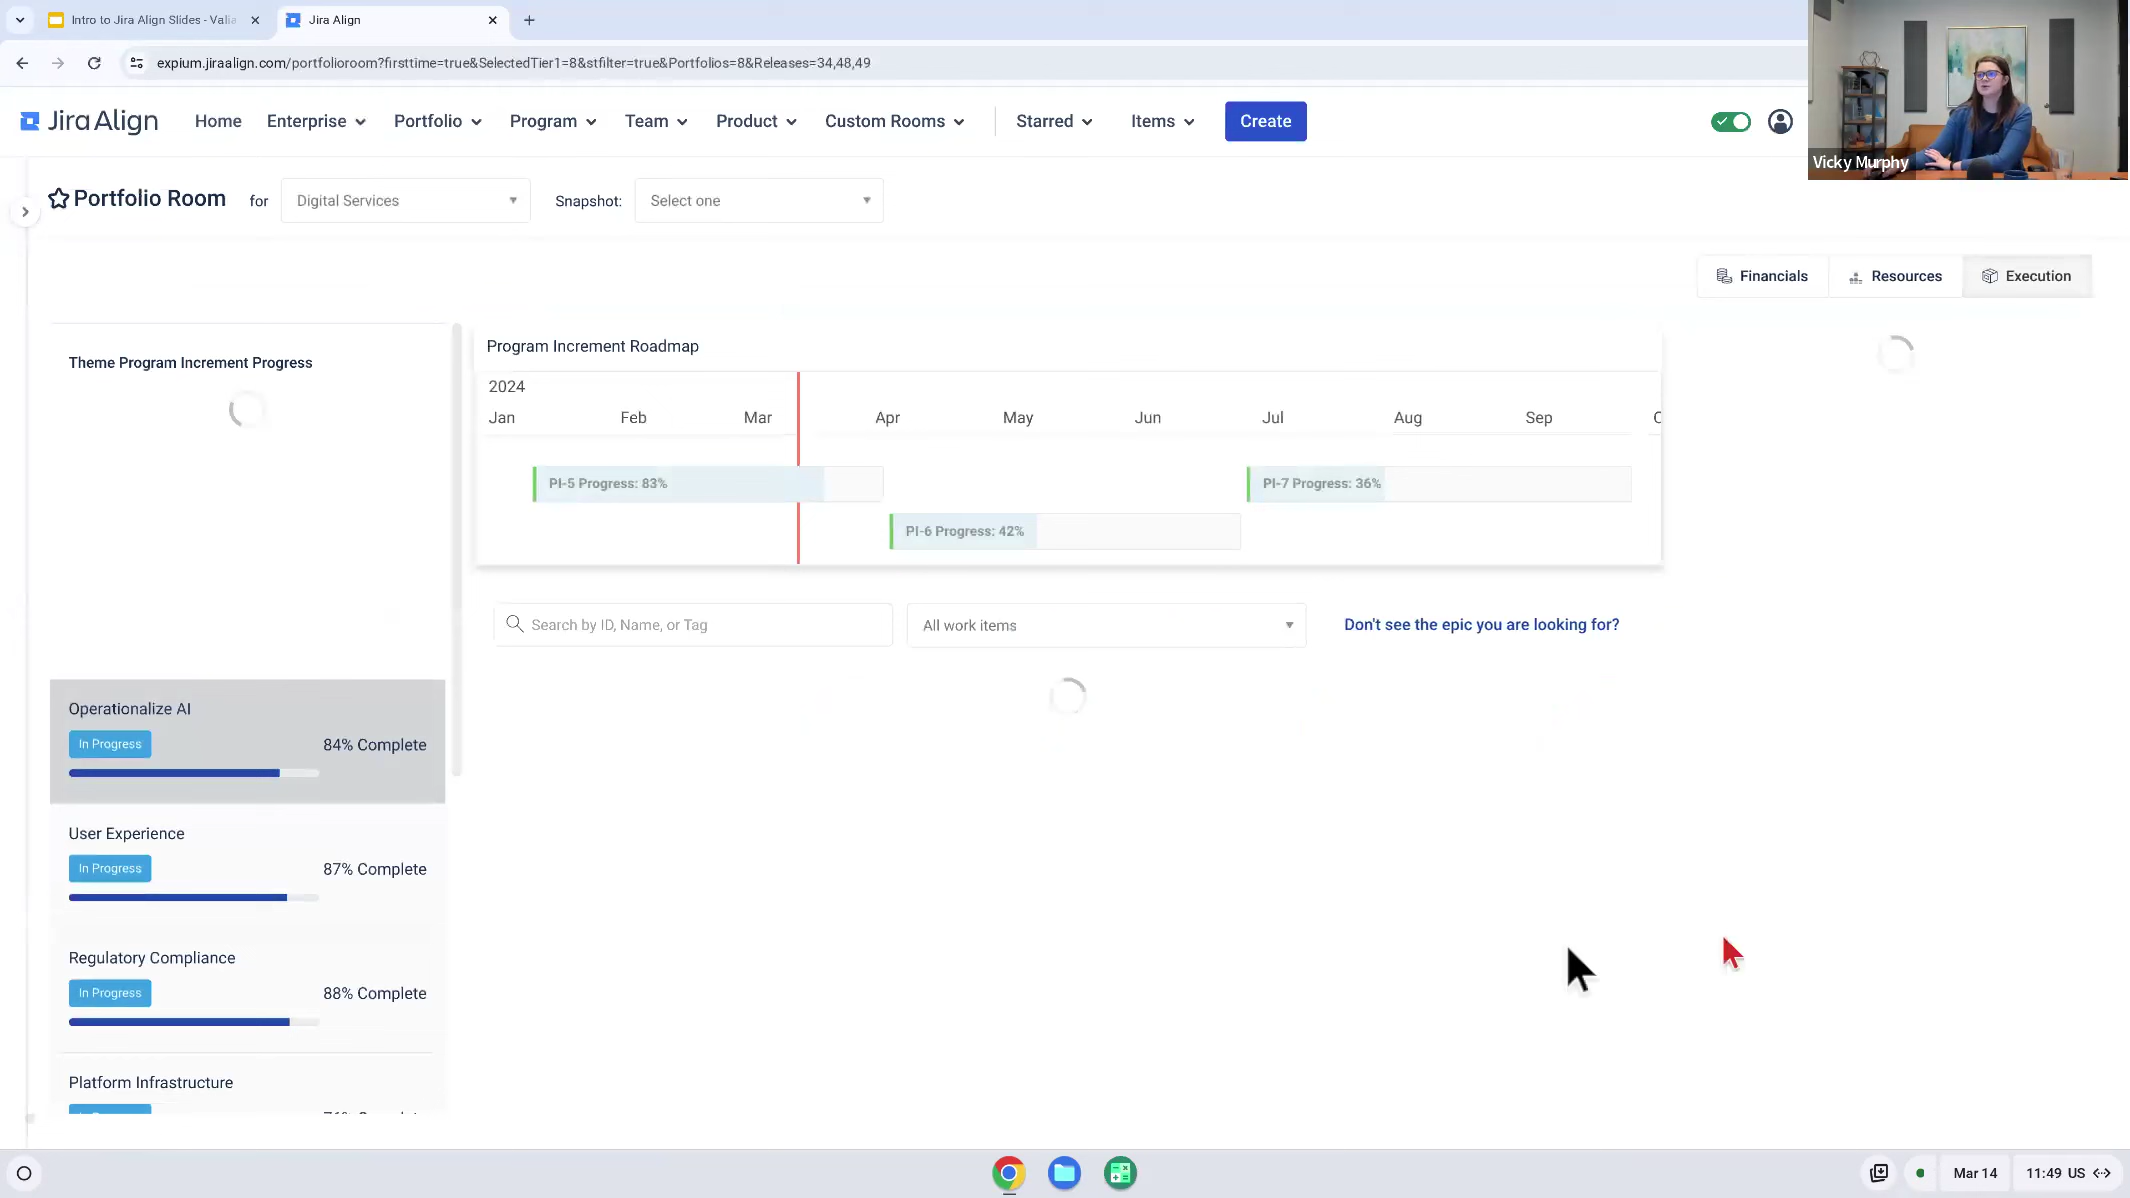 Intro to Jira Align Slides - Valia
Jira Align
expium.jiraalign.com/portfolioroom?firsttime=true&SelectedTier1=8&stfilter=true&Portfolios=8&Releases=34,48,49
Jira Align
Home
Enterprise
Portfolio
Program
Team
Product
Custom Rooms
Starred
Items
Create
Vicky Murphy
Portfolio Room
for
Digital Services
Snapshot:
Select one
Financials
Resources
Execution
Theme Program Increment Progress
Program Increment Roadmap
2024
Jan
Feb
Mar
Apr
May
Jun
Jul
Aug
Sep
PI-5 Progress: 83%
PI-7 Progress: 36%
PI-6 Progress: 42%
Search by ID, Name, or Tag
All work items
Don't see the epic you are looking for?
Operationalize AI
In Progress
84% Complete
User Experience
In Progress
87% Complete
Regulatory Compliance
In Progress
88% Complete
Platform Infrastructure
Mar 14
11:49 US